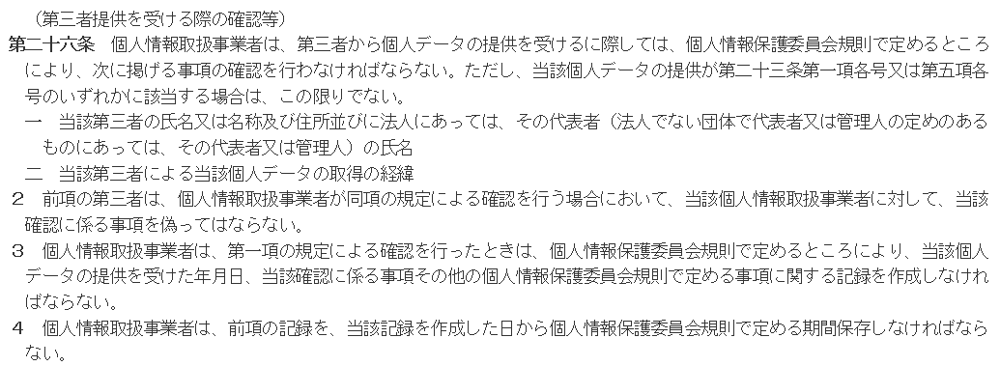 （第三者提供を受ける際の確認等）
第二十六条　個人情報取扱事業者は、第三者から個人データの提供を受けるに際しては、個人情報保護委員会規則で定めるところ
により、次に掲げる事項の確認を行わなければならない。ただし、当該個人データの提供が第二十三条第一項各号又は第五項各
号のいずれかに該当する場合は、この限りでない。
一　当該第三者の氏名又は名称及び住所並びに法人にあっては、その代表者（法人でない団体で代表者又は管理人の定めのある
ものにあっては、その代表者又は管理人）の氏名
二　当該第三者による当該個人データの取得の経緯
２　前項の第三者は、個人情報取扱事業者が同項の規定による確認を行う場合において、当該個人情報取扱事業者に対して、当該
確認に係る事項を偽ってはならない。
３　個人情報取扱事業者は、第一項の規定による確認を行ったときは、個人情報保護委員会規則で定めるところにより、当該個人
データの提供を受けた年月日、当該確認に係る事項その他の個人情報保護委員会規則で定める事項に関する記録を作成しなけれ
ばならない。
４　個人情報取扱事業者は、前項の記録を、当該記録を作成した日から個人情報保護委員会規則で定める期間保存しなければなら
ない。